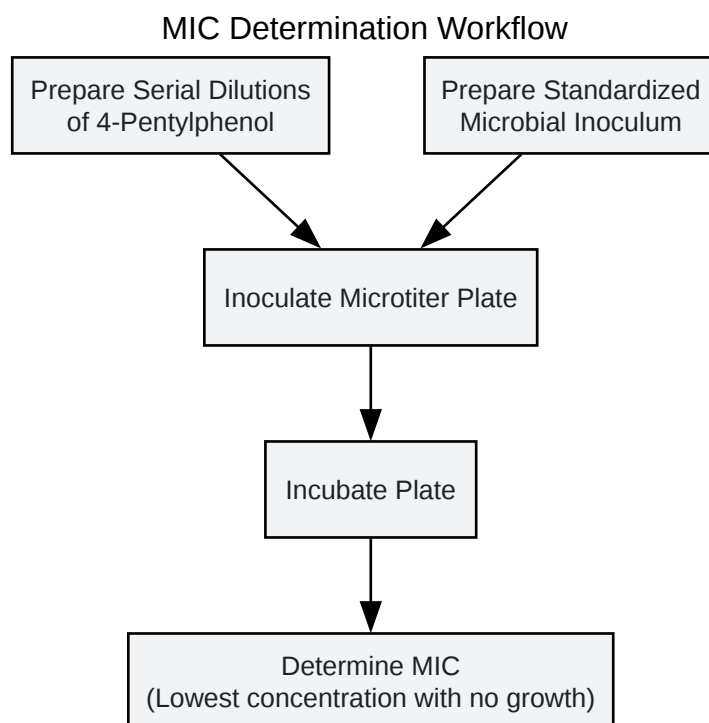 MIC Determination Workflow
Prepare Serial Dilutions
of 4-Pentylphenol
Prepare Standardized
Microbial Inoculum
Inoculate Microtiter Plate
Incubate Plate
Determine MIC
(Lowest concentration with no growth)